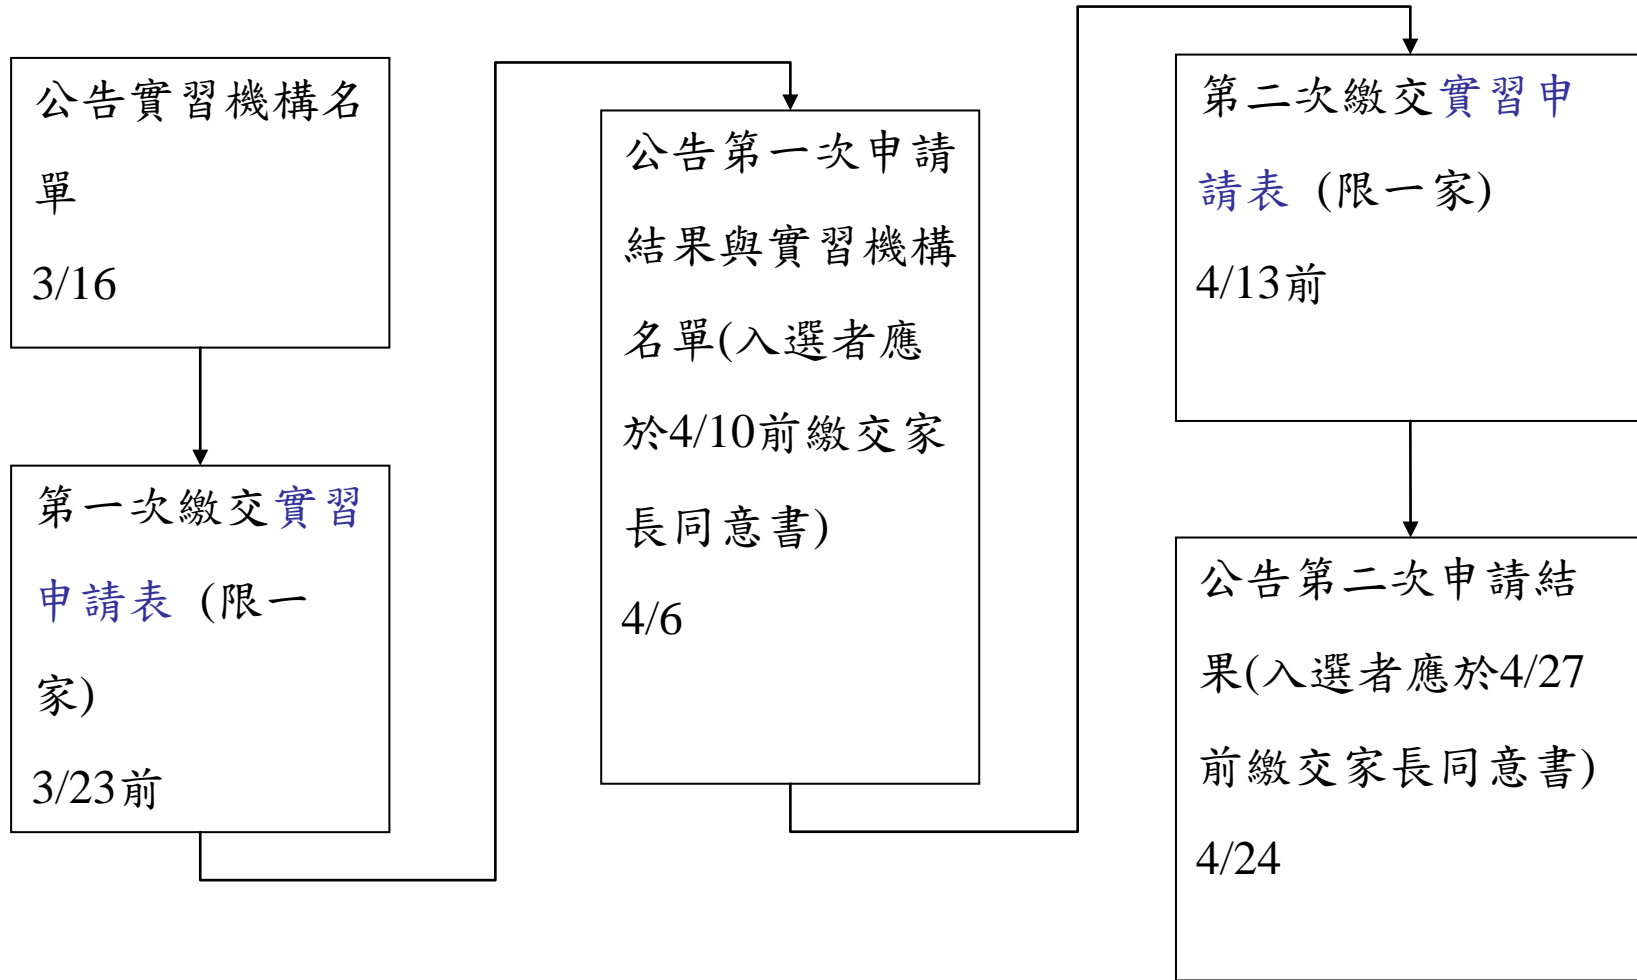 公告實習機構名
單
3/16
第一次繳交實習
申請表 (限一
家)
3/23前
公告第一次申請
結果與實習機構
名單(入選者應
於4/10前繳交家
長同意書)
4/6
第二次繳交實習申
請表 (限一家)
4/13前
公告第二次申請結
果(入選者應於4/27
前繳交家長同意書)
4/24